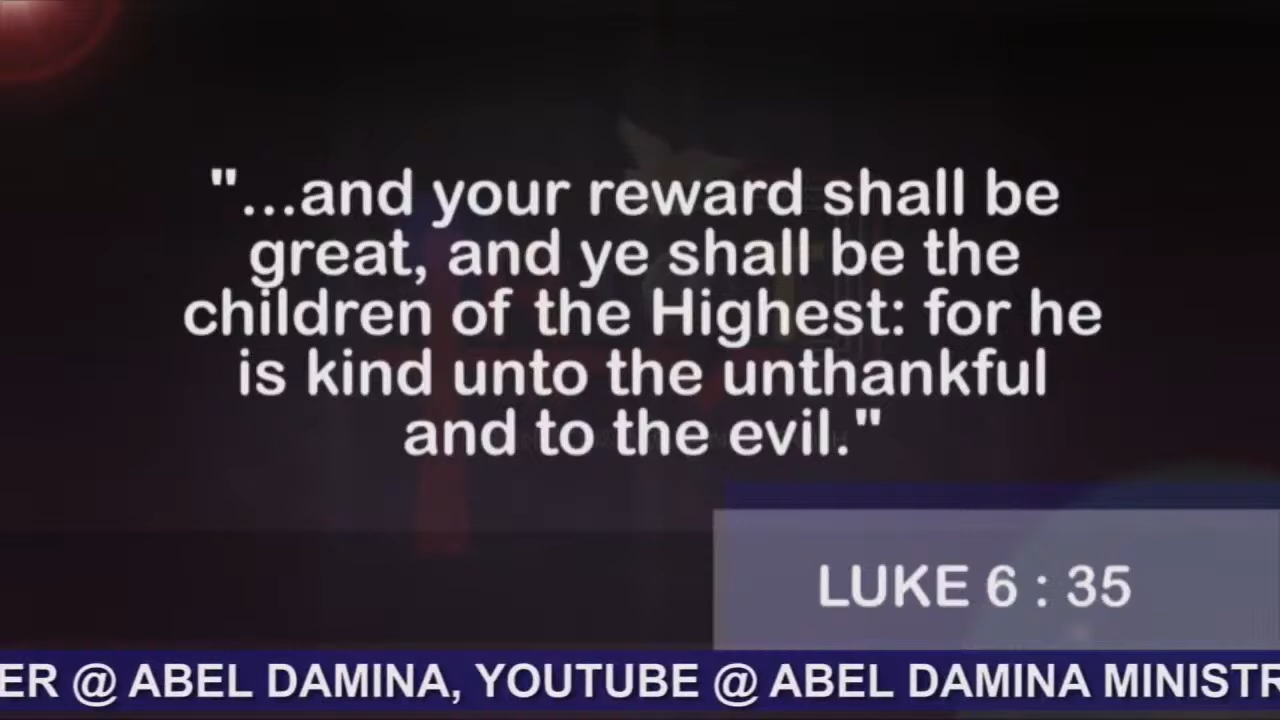 "...and your reward shall be
great, and ye shall be the
children of the Highest: for he
is kind unto the unthankful
and to the evil."
LUKE 6 : 35
ER @ ABEL DAMINA, YOUTUBE @ ABEL DAMINA MINISTR